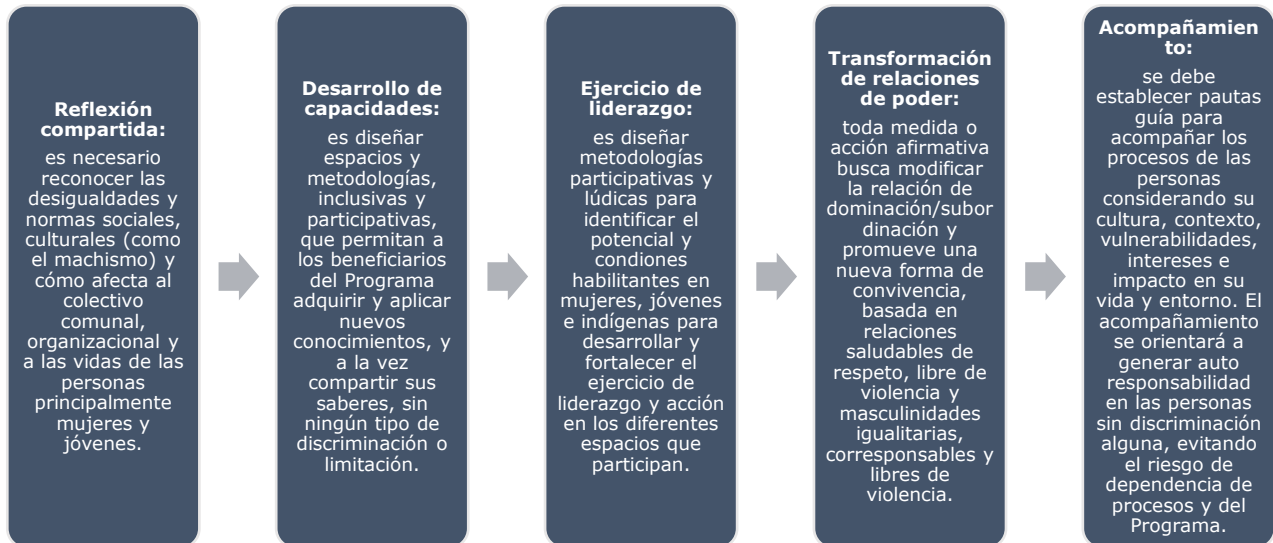 Reflexión
compartida:
es necesario
reconocer las
desigualdades y
normas sociales,
culturales (como
el machismo) y
cómo afecta al
colectivo
comunal,
organizacional y
a las vidas de las
personas
principalmente
mujeres y
jóvenes.
Desarrollo de
capacidades:
es diseñar
espacios y
metodologías,
inclusivas y
participativas,
que permitan a
los beneficiarios
del Programa
adquirir y aplicar
nuevos
conocimientos, y
a la vez
compartir sus
saberes, sin
ningún tipo de
discriminación o
limitación.
Ejercicio de
liderazgo:
es diseñar
metodologías
participativas y
lúdicas para
identificar el
potencial y
condiones
habilitantes en
mujeres, jóvenes
e indígenas para
desarrollar y
fortalecer el
ejercicio de
liderazgo y acción
en los diferentes
espacios que
participan.
Transformación
de relaciones
de poder:
toda medida o
acción afirmativa
busca modificar
la relación de
dominación/subor
dinación y
promueve una
nueva forma de
convivencia,
basada en
relaciones
saludables de
respeto, libre de
violencia y
masculinidades
igualitarias,
corresponsables y
libres de
violencia.
Acompañamien
to:
se debe
establecer pautas
guía para
acompañar los
procesos de las
personas
considerando su
cultura, contexto,
vulnerabilidades,
intereses e
impacto en su
vida y entorno. El
acompañamiento
se orientará a
generar auto
responsabilidad
en las personas
sin discriminación
alguna, evitando
el riesgo de
dependencia de
procesos y del
Programa.